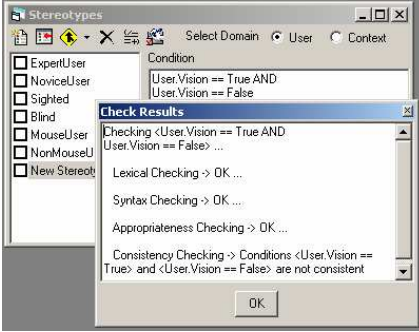 Stereotypes
Select Domain User Context
ExpertUser
NoviceUser
Sighted
Blind
MouseUser
NonMouseU
New Stereoty
Condition
User.Vision == True AND
User.Vision == False
Check Results
Checking <User.Vision == True AND
User.Vision == False> ...
Lexical Checking -> OK ...
Syntax Checking -> OK ...
Appropriateness Checking -> OK ...
Consistency Checking -> Conditions <User.Vision ==
True> and <User.Vision == False> are not consistent
OK